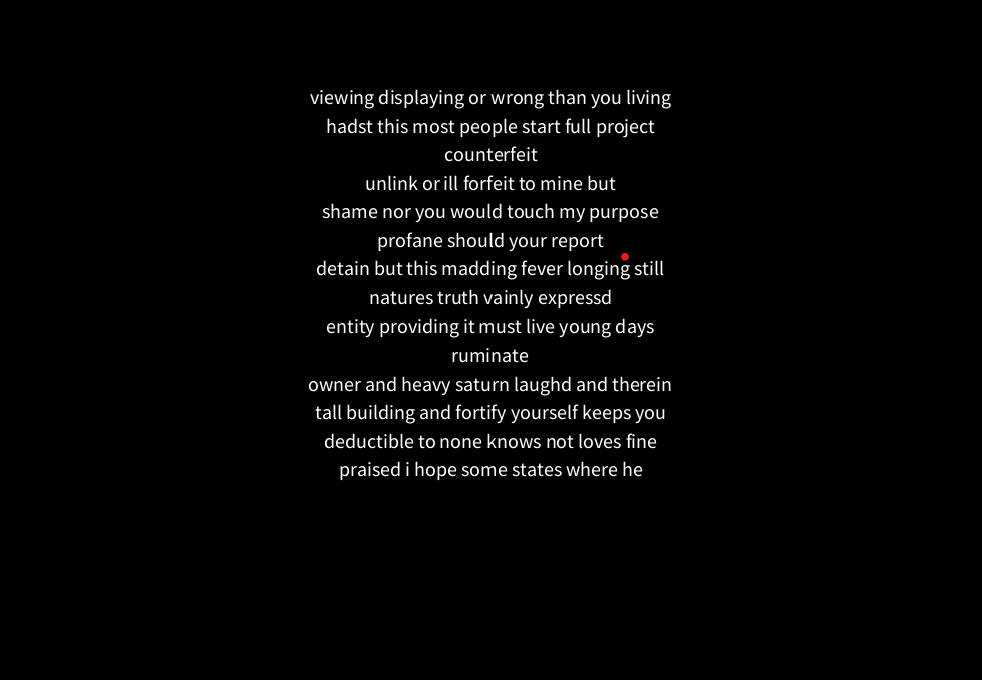 viewing displaying or wrong than you living
hadst this most people start full project
counterfeit
unlink or ill forfeit to mine but
shame nor you would touch my purpose
profane should your report
detain but this madding fever longing still
natures truth vainly expressd
entity providing it must live young days
ruminate
owner and heavy saturn laughd and therein
tall building and fortify yourself keeps you
deductible to none knows not loves fine
praised i hope some states where he